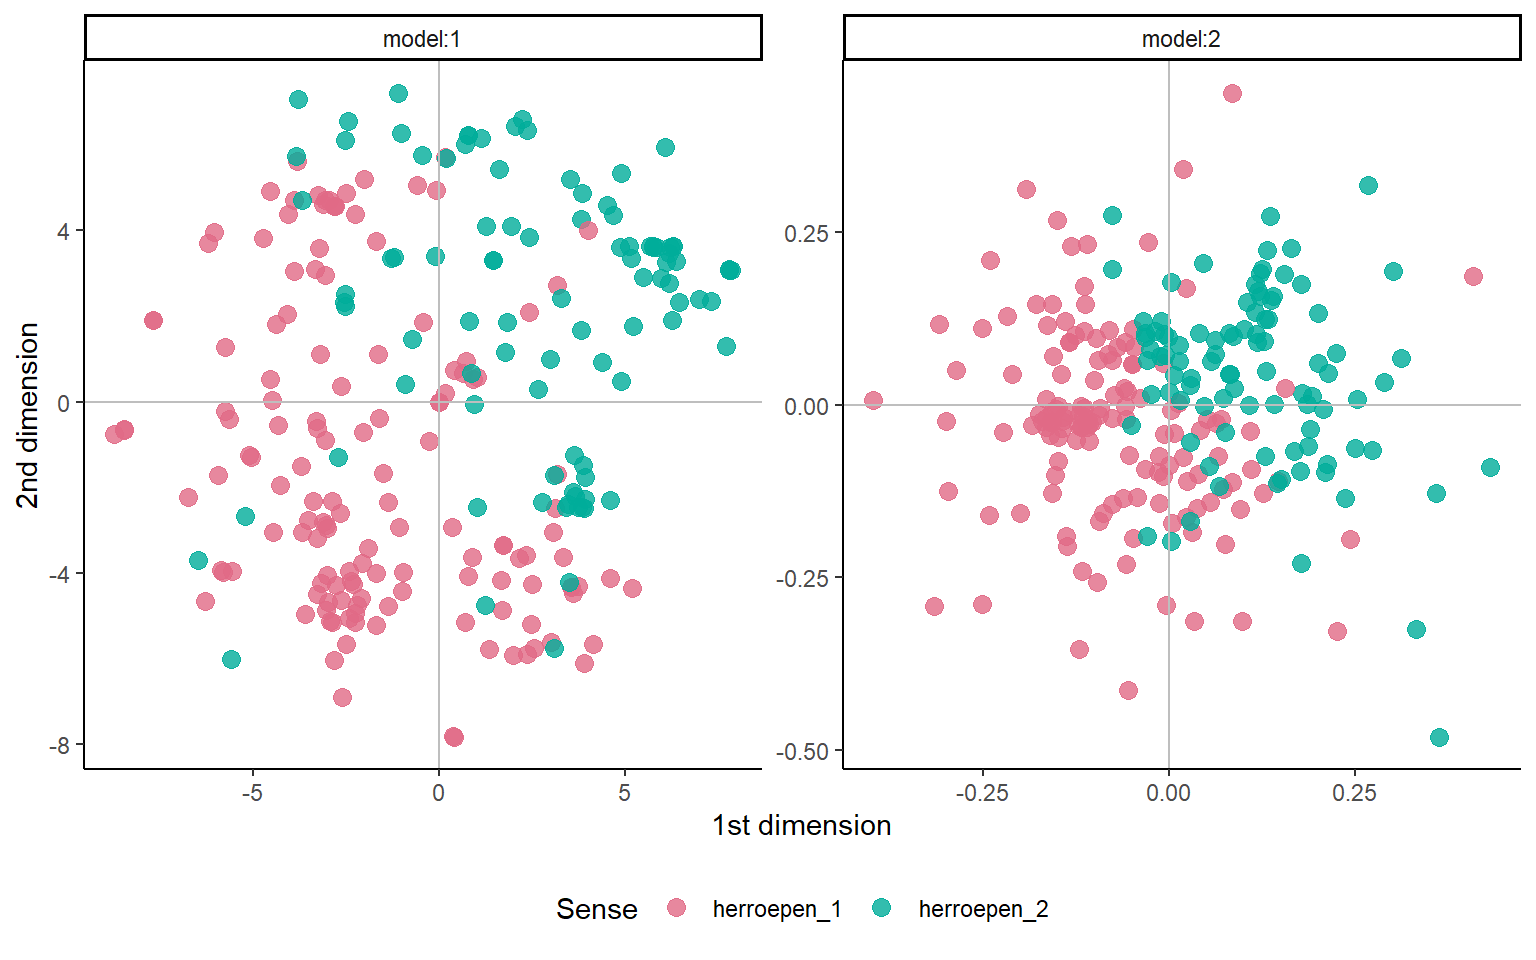 model:1
model:2
2nd dimension
4
0
-4
-8
-5
0
5
0.25
0.00
-0.25
-0.50
-0.25
0.00
0.25
1st dimension
Sense herroepen_1 herroepen_2